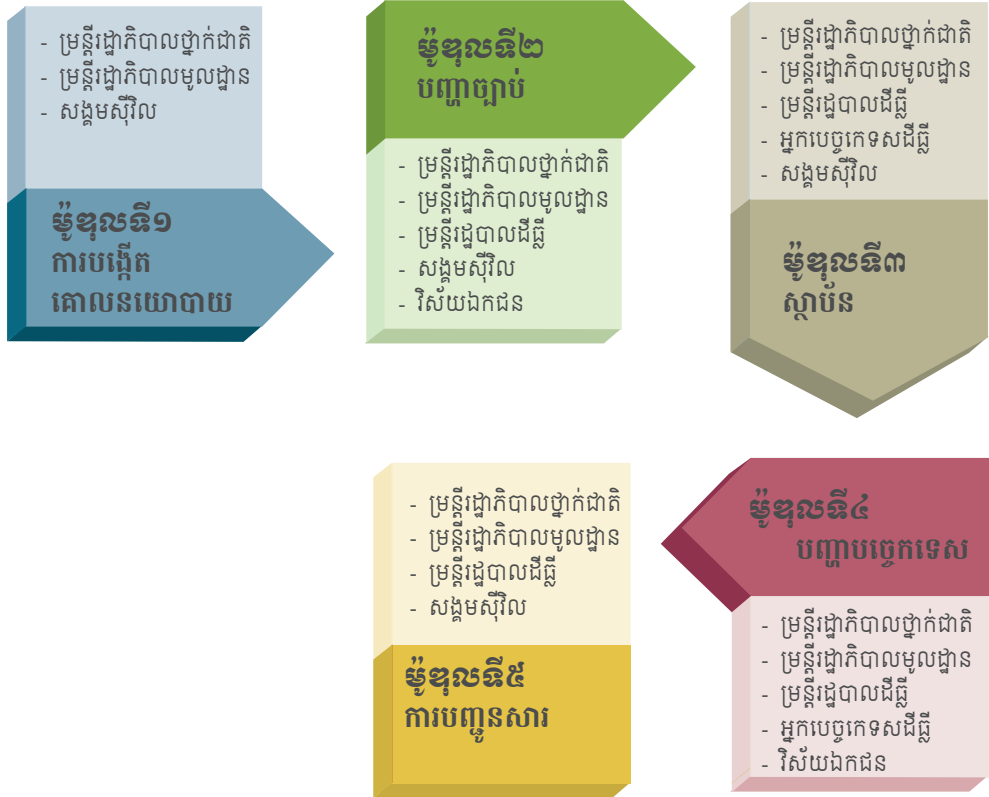 - មន្ត្រីរដ្ឋាភិបាលថ្នាក់ជាតិ
- មន្ត្រីរដ្ឋាភិបាលមូលដ្ឋាន
- សង្គមស៊ីវិល
ម៉ូឌុលទី១
ការបង្កើត
គោលនយោបាយ
ម៉ូឌុលទី២
បញ្ហាច្បាប់
- មន្ត្រីរដ្ឋាភិបាលថ្នាក់ជាតិ
- មន្ត្រីរដ្ឋាភិបាលមូលដ្ឋាន
- មន្ត្រីរដ្ឋបាលដីធ្លី
- សង្គមស៊ីវិល
- វិស័យឯកជន
- មន្ត្រីរដ្ឋាភិបាលថ្នាក់ជាតិ
- មន្ត្រីរដ្ឋាភិបាលមូលដ្ឋាន
- មន្ត្រីរដ្ឋបាលដីធ្លី
- អ្នកបច្ចេកទេសដីធ្លី
- សង្គមស៊ីវិល
ម៉ូឌុលទី៣
ស្ថាប័ន
ម៉ូឌុលទី៤
បញ្ហាបច្ចេកទេស
- មន្ត្រីរដ្ឋាភិបាលថ្នាក់ជាតិ
- មន្ត្រីរដ្ឋាភិបាលមូលដ្ឋាន
- មន្ត្រីរដ្ឋបាលដីធ្លី
- អ្នកបច្ចេកទេសដីធ្លី
- វិស័យឯកជន
- មន្ត្រីរដ្ឋាភិបាលថ្នាក់ជាតិ
- មន្ត្រីរដ្ឋាភិបាលមូលដ្ឋាន
- មន្ត្រីរដ្ឋបាលដីធ្លី
- សង្គមស៊ីវិល
ម៉ូឌុលទី៥
ការបញ្ជូនសារ